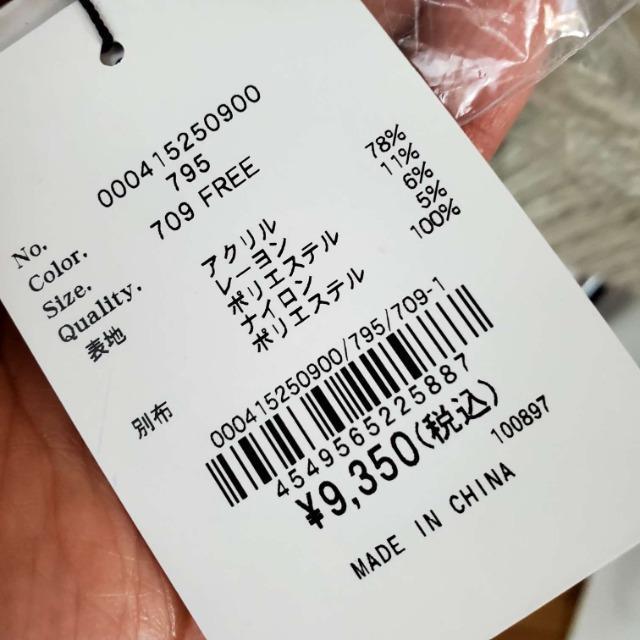 No. 000415250900
Color. 795
Size. 709 FREE
Quality.
表地 アクリル 78%
レーヨン 11%
ポリエステル 6%
ナイロン 5%
別布 ポリエステル 100%
000415250900/795/709-1
4549565225887
¥9,350(税込)
100897
MADE IN CHINA